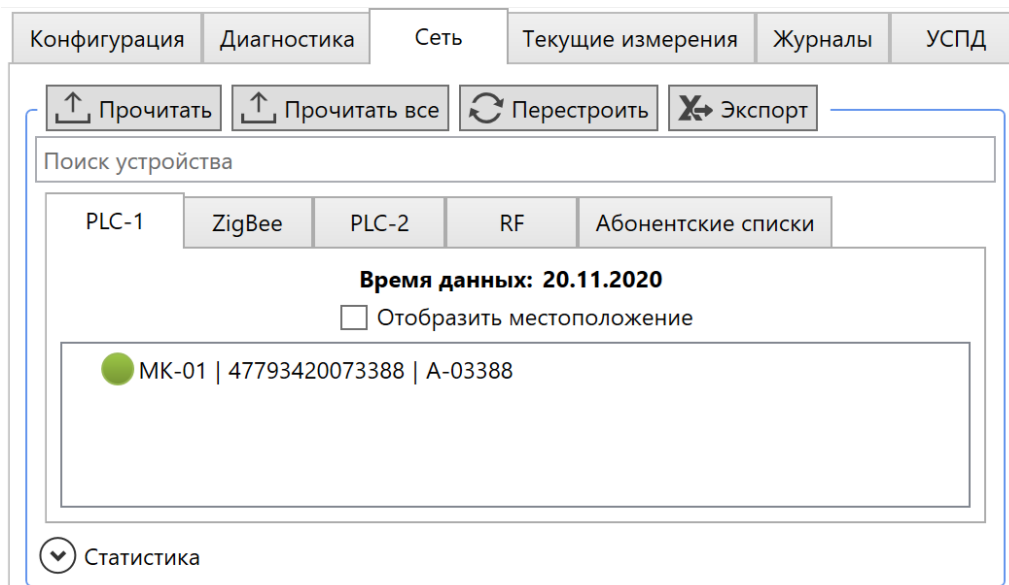 Конфигурация Диагностика Сеть Текущие измерения Журналы УСПД
Прочитать Прочитать все Перестроить Экспорт
Поиск устройства
PLC-1 ZigBee PLC-2 RF Абонентские списки
Время данных: 20.11.2020
Отобразить местоположение
МК-01 | 47793420073388 | А-03388
Статистика